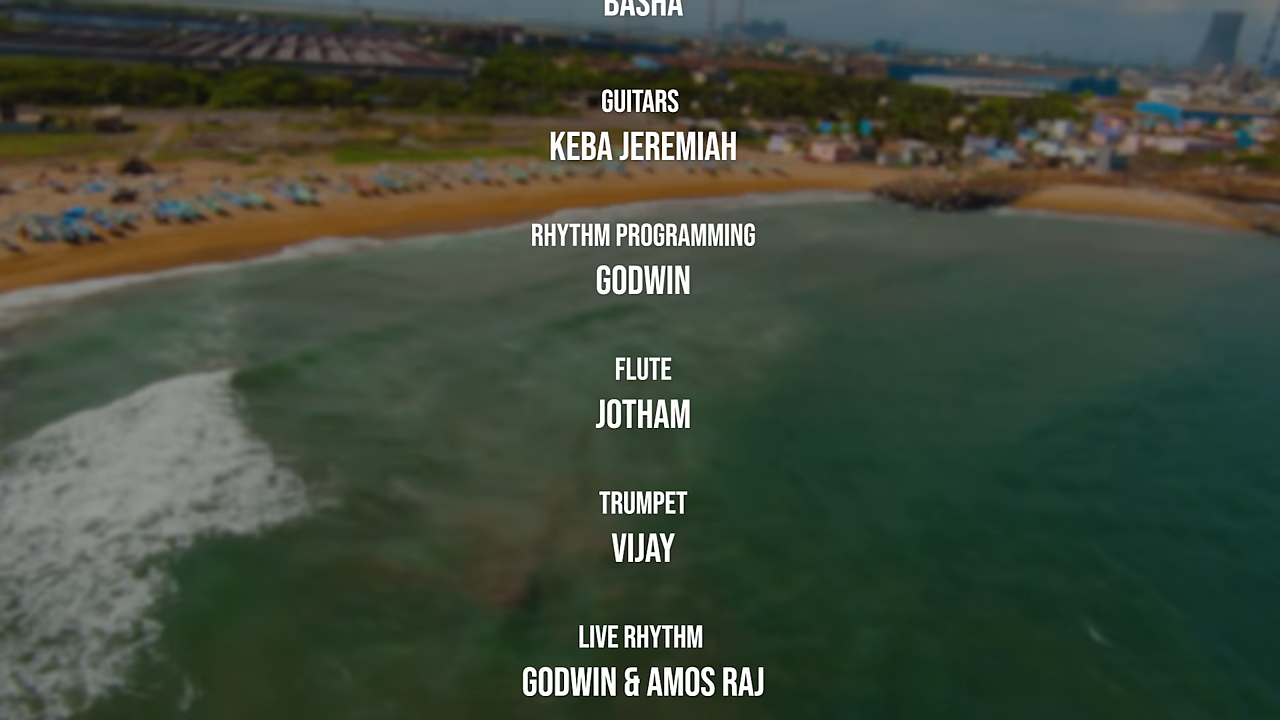 BASHA
GUITARS
KEBA JEREMIAH
RHYTHM PROGRAMMING
GODWIN
FLUTE
JOTHAM
TRUMPET
VIJAY
LIVE RHYTHM
GODWIN & AMOS RAJ